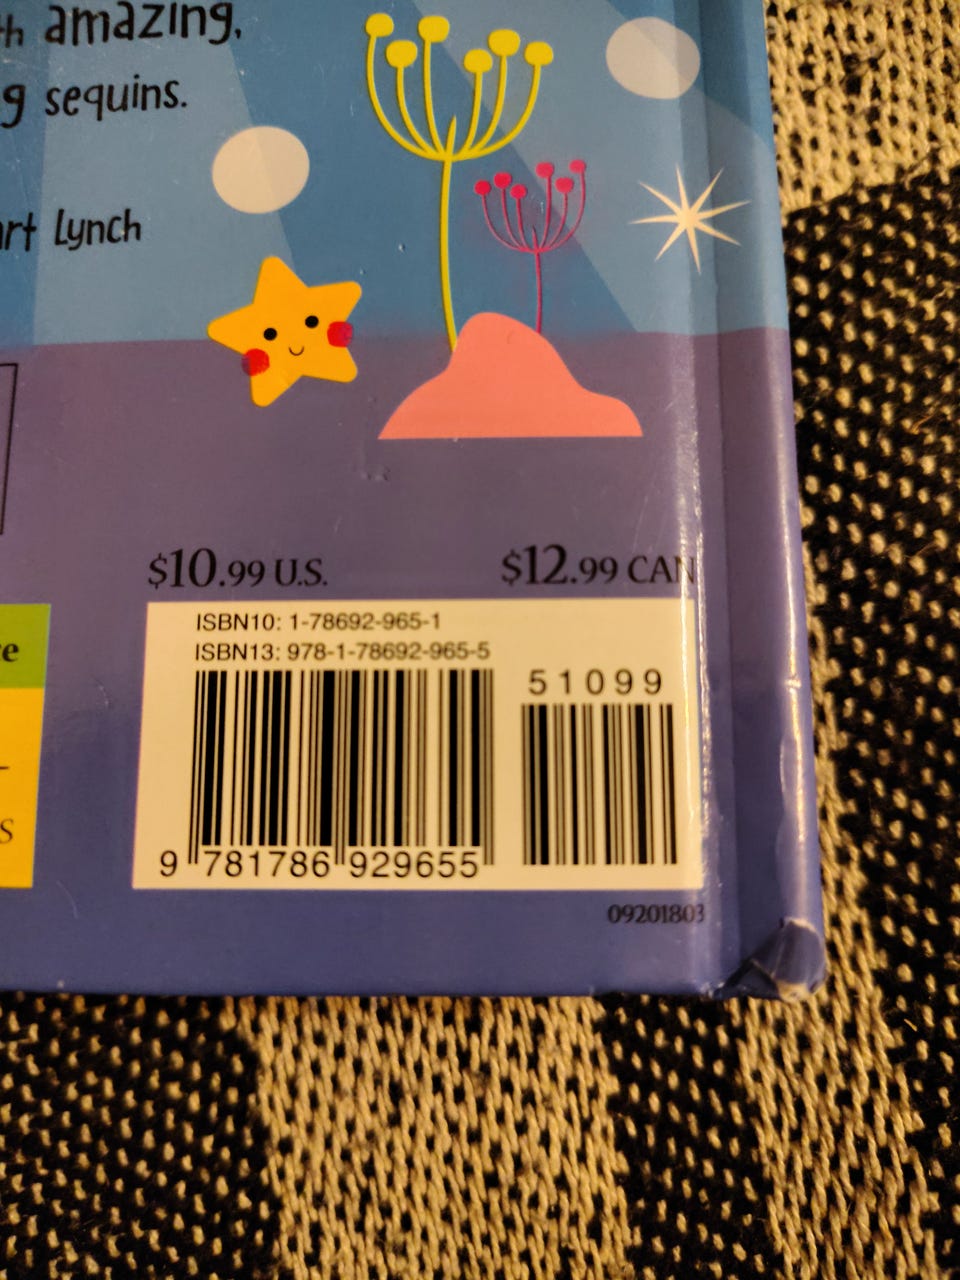 amazing,
sequins.
Lynch
$10.99 U.S.
$12.99 CAN
ISBN10: 1-78692-965-1
ISBN13: 978-1-78692-965-5
51099
9 781786 929655
09201803